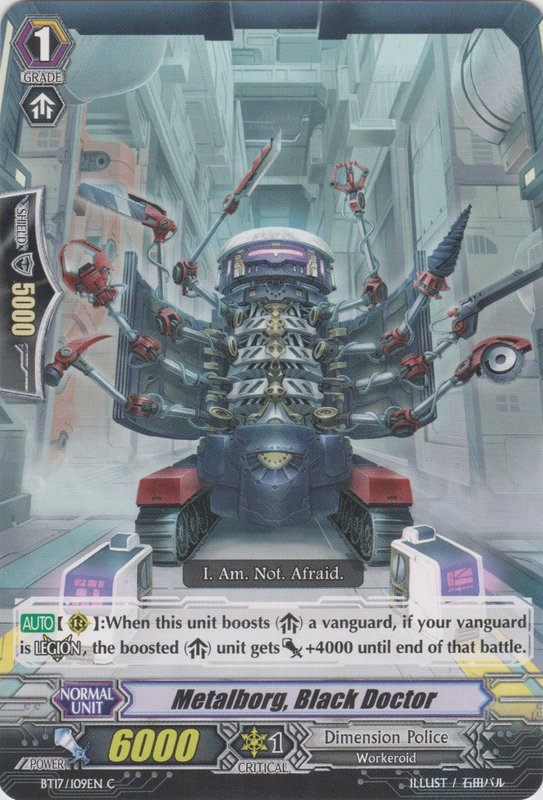 1
GRADE
SHIELD
5000
I. Am. Not. Afraid.
AUTO【 R 】:When this unit boosts ( ) a vanguard, if your vanguard
is LEGION, the boosted ( ) unit gets +4000 until end of that battle.
NORMAL
UNIT
Metalborg, Black Doctor
POWER
6000
1
CRITICAL
Dimension Police
Workeroid
BT17/109EN C
ILLUST / 石田バル